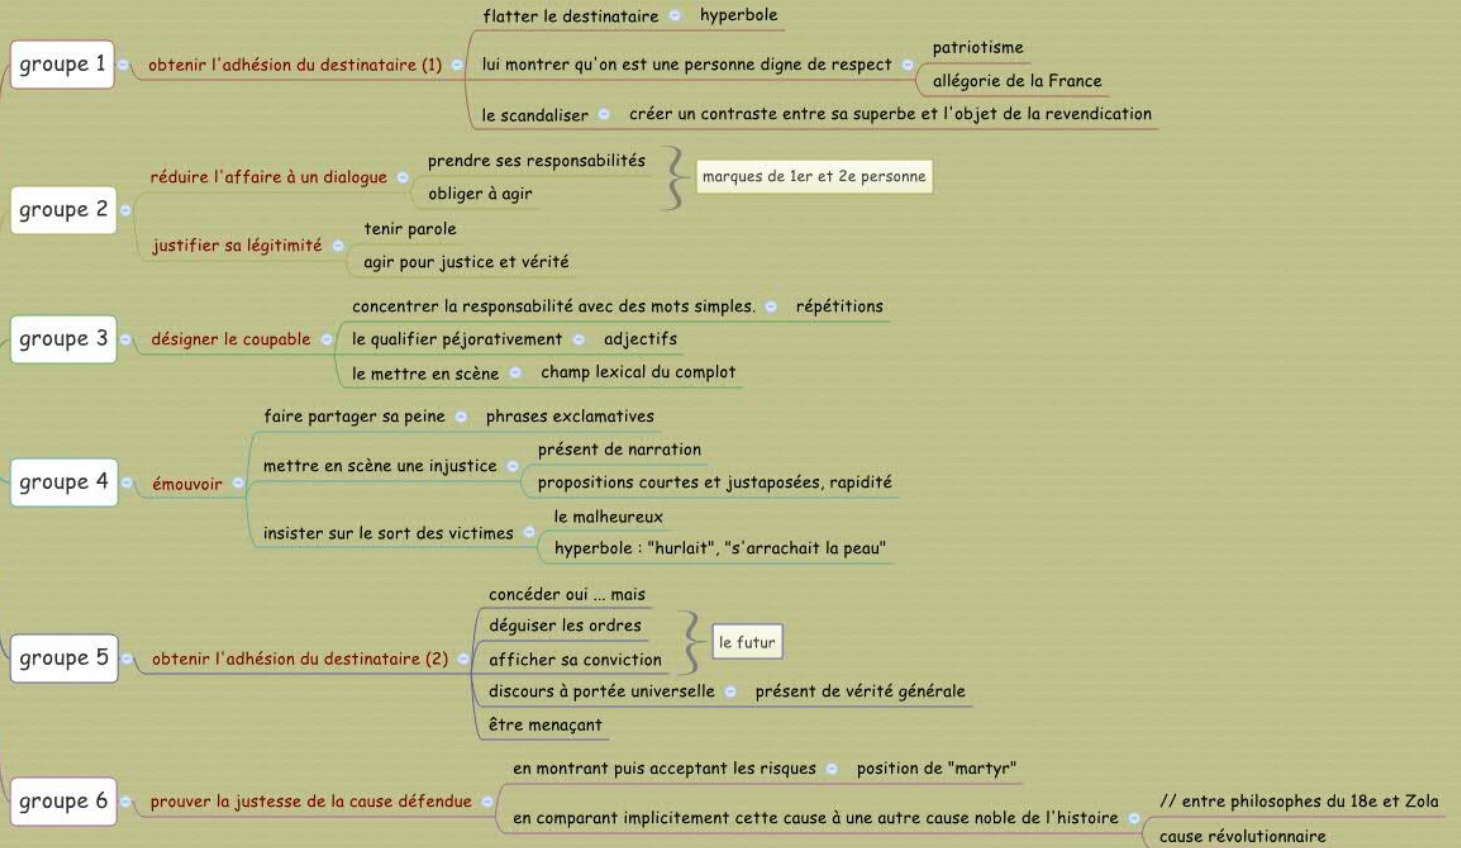 groupe 1
obtenir l'adhésion du destinataire (1)
flatter le destinataire
hyperbole
lui montrer qu'on est une personne digne de respect
patriotisme
allégorie de la France
le scandaliser
créer un contraste entre sa superbe et l'objet de la revendication
groupe 2
réduire l'affaire à un dialogue
prendre ses responsabilités
obliger à agir
marques de 1er et 2e personne
justifier sa légitimité
tenir parole
agir pour justice et vérité
groupe 3
désigner le coupable
concentrer la responsabilité avec des mots simples.
répétitions
le qualifier péjorativement
adjectifs
le mettre en scène
champ lexical du complot
groupe 4
émouvoir
faire partager sa peine
phrases exclamatives
mettre en scène une injustice
présent de narration
propositions courtes et justaposées, rapidité
insister sur le sort des victimes
le malheureux
hyperbole : "hurlait", "s'arrachait la peau"
groupe 5
obtenir l'adhésion du destinataire (2)
concéder oui ... mais
déguiser les ordres
afficher sa conviction
le futur
discours à portée universelle
présent de vérité générale
être menaçant
groupe 6
prouver la justesse de la cause défendue
en montrant puis acceptant les risques
position de "martyr"
en comparant implicitement cette cause à une autre cause noble de l'histoire
// entre philosophes du 18e et Zola
cause révolutionnaire